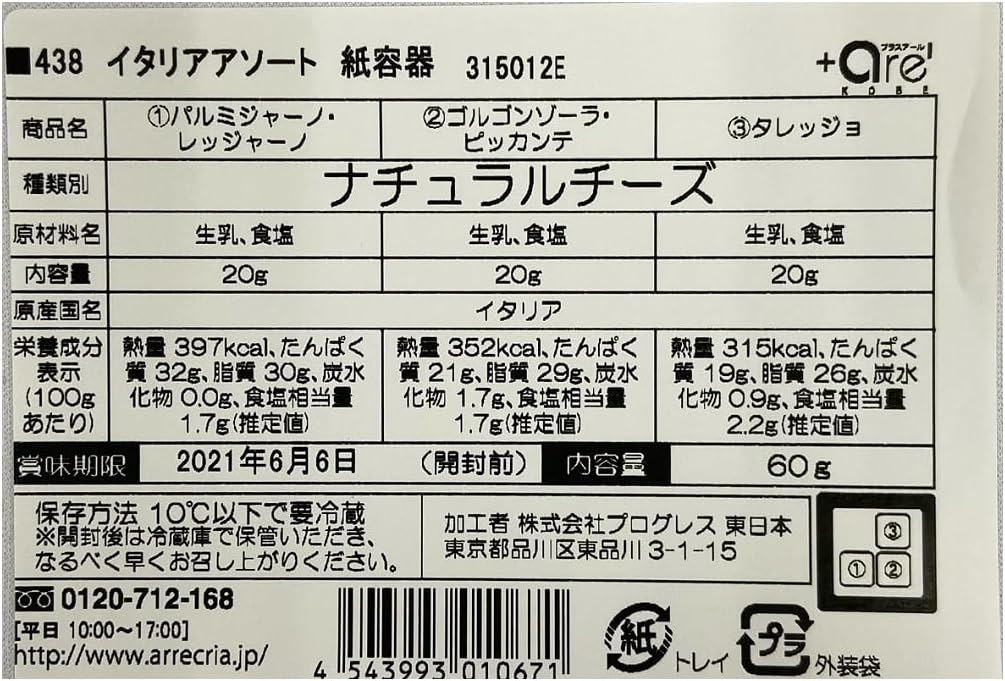 ■438 イタリアアソート 紙容器 315012E
プラスアール
+are'
KOBE
商品名 ①パルミジャーノ・レッジャーノ ②ゴルゴンゾーラ・ピッカンテ ③タレッジョ
種類別 ナチュラルチーズ
原材料名 生乳、食塩 生乳、食塩 生乳、食塩
内容量 20g 20g 20g
原産国名 イタリア
栄養成分表示(100gあたり)
熱量 397kcal、たんぱく
質 32g、脂質 30g、炭水
化物 0.0g、食塩相当量
1.7g(推定値)
熱量 352kcal、たんぱく
質 21g、脂質 29g、炭水
化物 1.7g、食塩相当量
1.7g(推定値)
熱量 315kcal、たんぱく
質 19g、脂質 26g、炭水
化物 0.9g、食塩相当量
2.2g(推定値)
賞味期限 2021年6月6日 (開封前) 内容量 60g
保存方法 10℃以下で要冷蔵
※開封後は冷蔵庫で保管いただき、
なるべく早くお召し上がりください。
加工者 株式会社プログレス 東日本
東京都品川区東品川3-1-15
③
① ②
0120-712-168
[平日 10:00〜17:00]
http://www.arrecria.jp/
4 543993 010671
紙 トレイ
プラ 外装袋